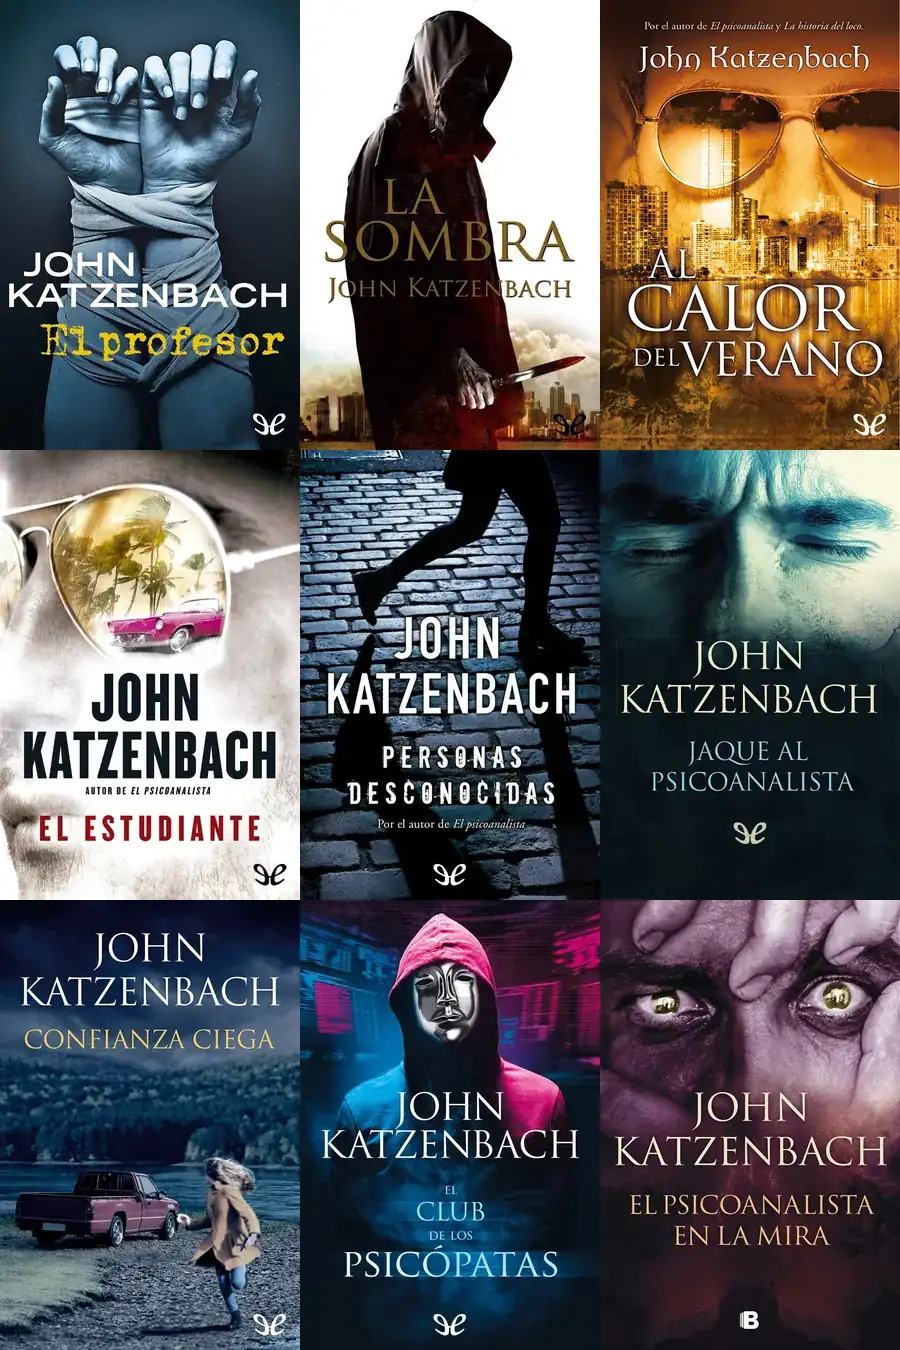 JOHN
KATZENBACH
El profesor
LA
SOMBRA
JOHN KATZENBACH
Por el autor de El psicoanalista y La historia del loco.
John Katzenbach
AL
CALOR
DEL VERANO
JOHN
KATZENBACH
AUTOR DE EL PSICOANALISTA
EL ESTUDIANTE
JOHN
KATZENBACH
PERSONAS
DESCONOCIDAS
Por el autor de El psicoanalista
JOHN
KATZENBACH
JAQUE AL
PSICOANALISTA
JOHN
KATZENBACH
CONFIANZA CIEGA
JOHN
KATZENBACH
EL
CLUB
DE LOS
PSICÓPATAS
JOHN
KATZENBACH
EL PSICOANALISTA
EN LA MIRA
B